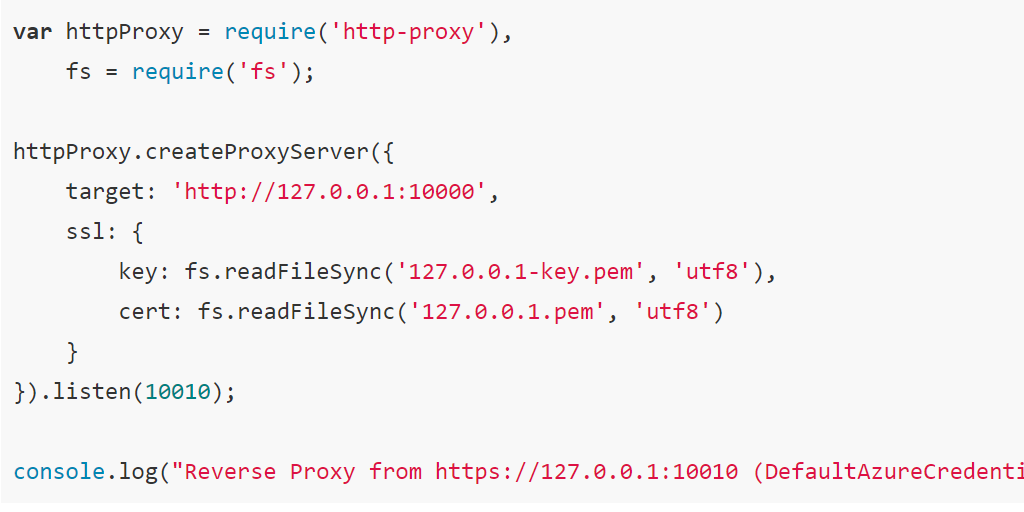 var httpProxy = require('http-proxy'),
    fs = require('fs');
httpProxy.createProxyServer({
    target: 'http://127.0.0.1:10000',
    ssl: {
        key: fs.readFileSync('127.0.0.1-key.pem', 'utf8'),
        cert: fs.readFileSync('127.0.0.1.pem', 'utf8')
    }
}).listen(10010);
console.log("Reverse Proxy from https://127.0.0.1:10010 (DefaultAzureCredenti